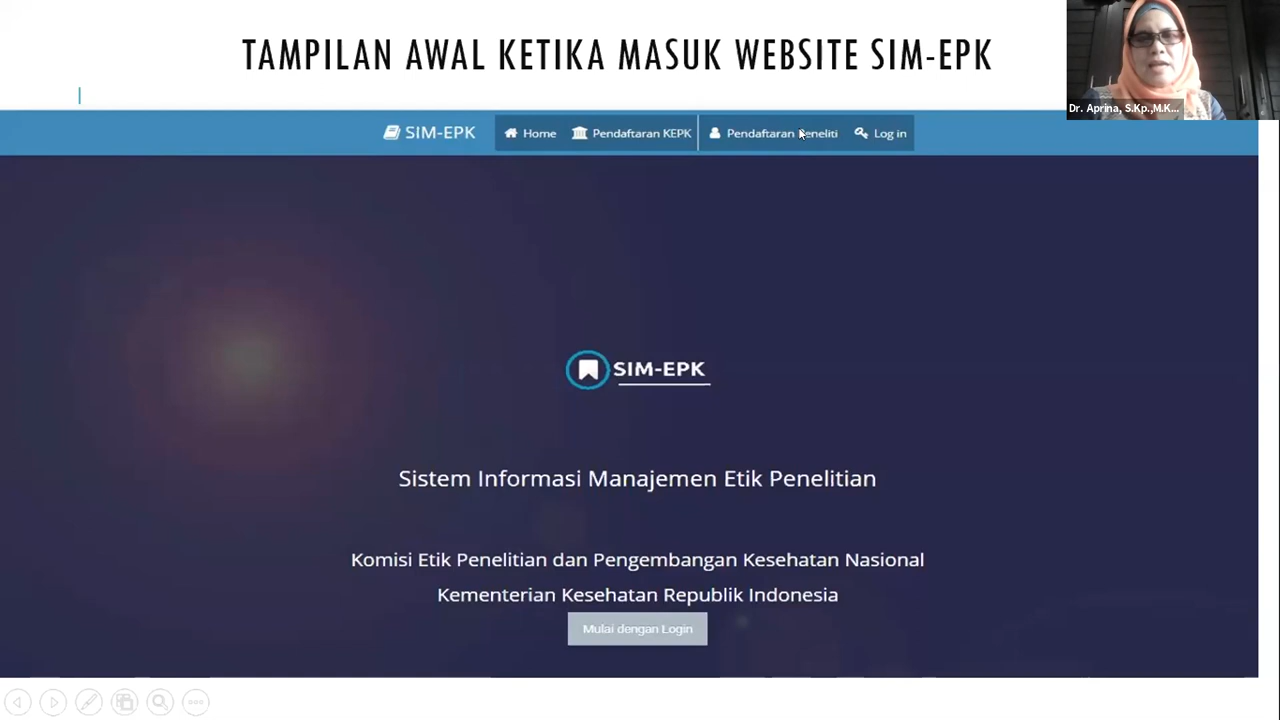 TAMPILAN AWAL KETIKA MASUK WEBSITE SIM-EPK
Dr. Aprina, S.Kp.,M.K...
SIM-EPK Home Pendaftaran KEPK Pendaftaran Peneliti Log in
SIM-EPK
Sistem Informasi Manajemen Etik Penelitian
Komisi Etik Penelitian dan Pengembangan Kesehatan Nasional
Kementerian Kesehatan Republik Indonesia
Mulai dengan Login